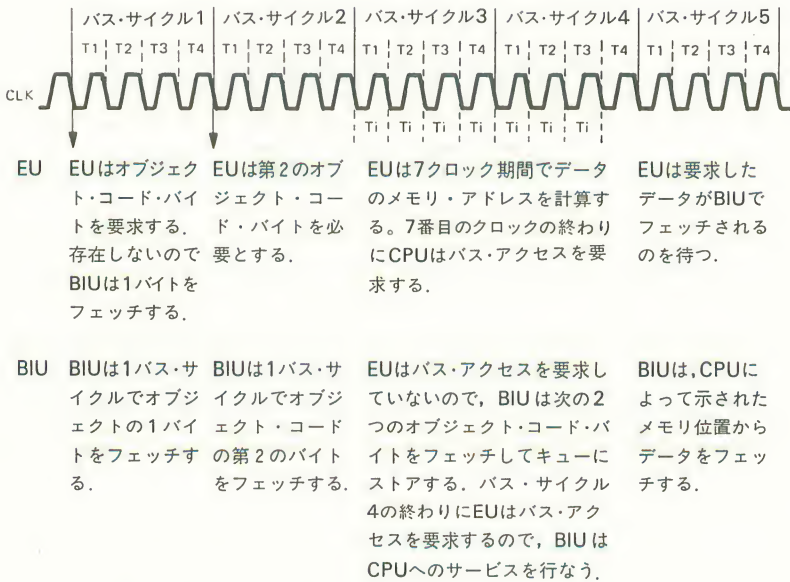 バス・サイクル1 バス・サイクル2 バス・サイクル3 バス・サイクル4 バス・サイクル5
T1 T2 T3 T4 T1 T2 T3 T4 T1 T2 T3 T4 T1 T2 T3 T4 T1 T2 T3 T4
CLK
Ti Ti Ti Ti Ti Ti Ti
EU
EUはオブジェク
ト・コード・バイ
トを要求する.
存在しないので
BIUは1バイトを
フェッチする.
EUは第2のオブ
ジェクト・コー
ド・バイトを必
要とする.
EUは7クロック期間でデータ
のメモリ・アドレスを計算す
る。7番目のクロックの終わり
にCPUはバス・アクセスを要
求する.
EUは要求した
データがBIUで
フェッチされる
のを待つ.
BIU
BIUは1バス・サ
イクルでオブジ
ェクトの1バイ
トをフェッチす
る.
BIUは1バス・サ
イクルでオブジ
ェクト・コード
の第2のバイト
をフェッチする.
EUはバス・アクセスを要求し
ていないので，BIUは次の2
つのオブジェクト・コード・バ
イトをフェッチしてキューに
ストアする．バス・サイクル
4の終わりにEUはバス・アク
セスを要求するので，BIUは
CPUへのサービスを行なう.
BIUは，CPUに
よって示された
メモリ位置から
データをフェッ
チする.